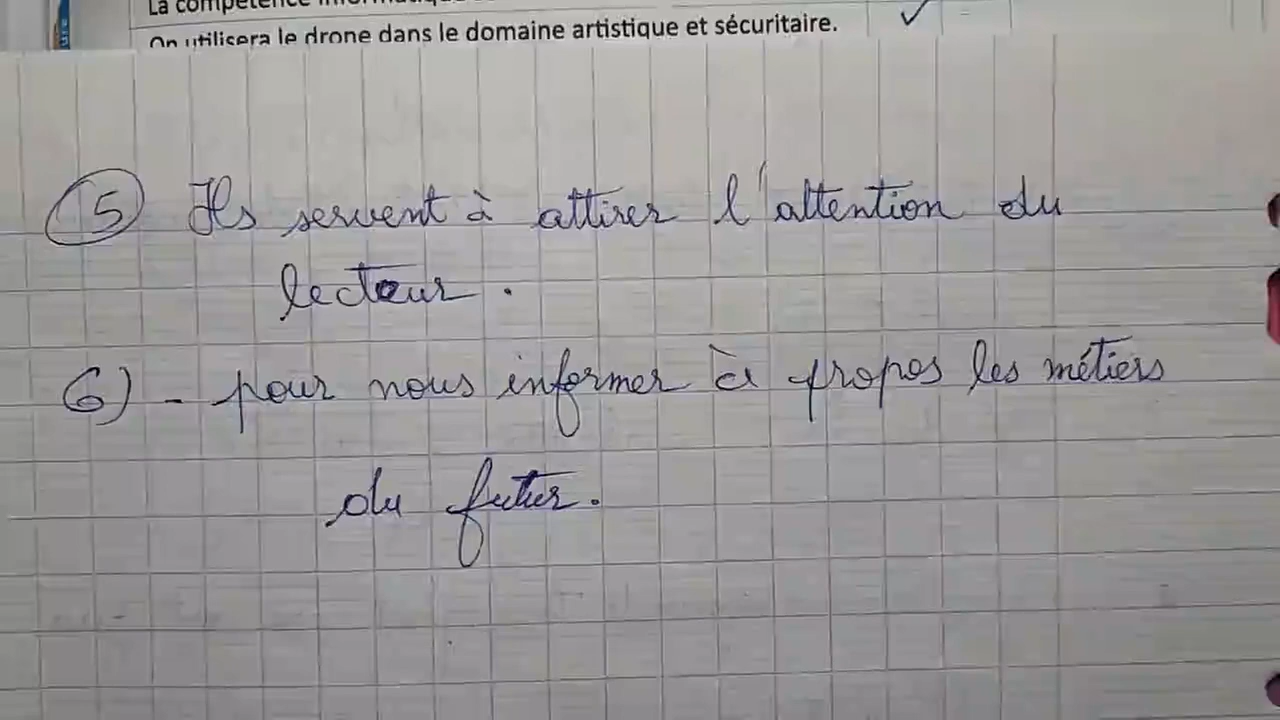 La compétence informatique
On utilisera le drone dans le domaine artistique et sécuritaire.
5 Ils servent à attirer l'attention du
lecteur.
6) - pour nous informer à propos les métiers
du futur.